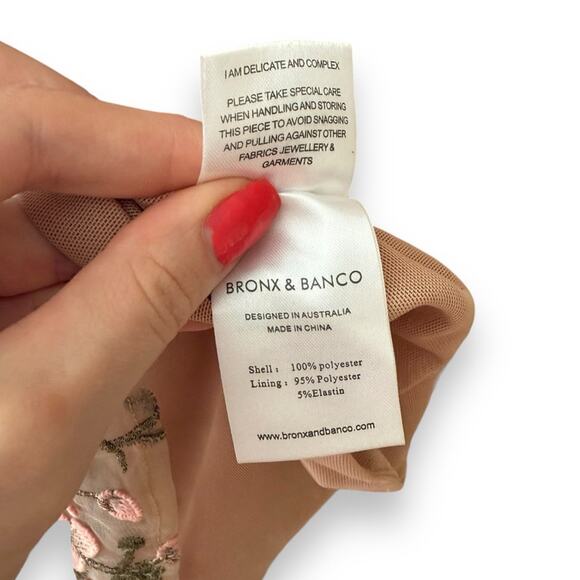 I AM DELICATE AND COMPLEX
PLEASE TAKE SPECIAL CARE
WHEN HANDLING AND STORING
THIS PIECE TO AVOID SNAGGING
AND PULLING AGAINST OTHER
FABRICS JEWELLERY &
GARMENTS
BRONX & BANCO
DESIGNED IN AUSTRALIA
MADE IN CHINA
Shell: 100% polyester
Lining: 95% Polyester
5%Elastin
www.bronxandbanco.com